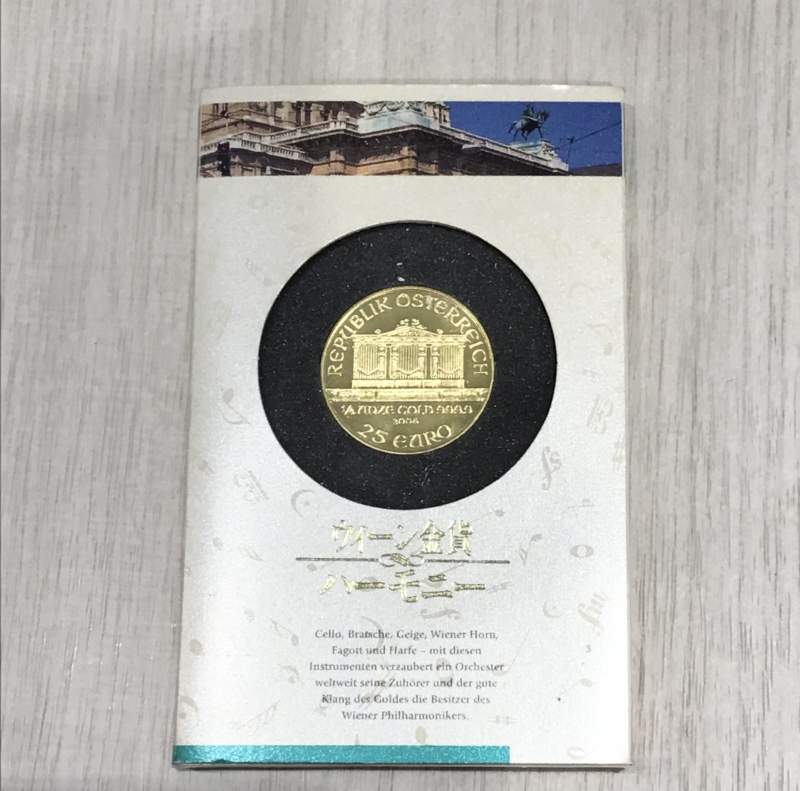 REPUBLIK ÖSTERREICH
1/4 UNZE GOLD 999.9
2006
25 EURO
ウィーン金貨
ハーモニー
Cello, Bratsche, Geige, Wiener Horn,
Fagott und Harfe – mit diesen
Instrumenten verzaubert ein Orchester
weltweit seine Zuhörer und der gute
Klang des Goldes die Besitzer des
Wiener Philharmonikers.